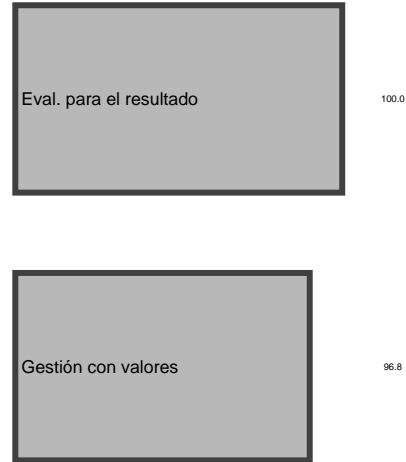 Eval. para el resultado
100.0
Gestión con valores
96.8